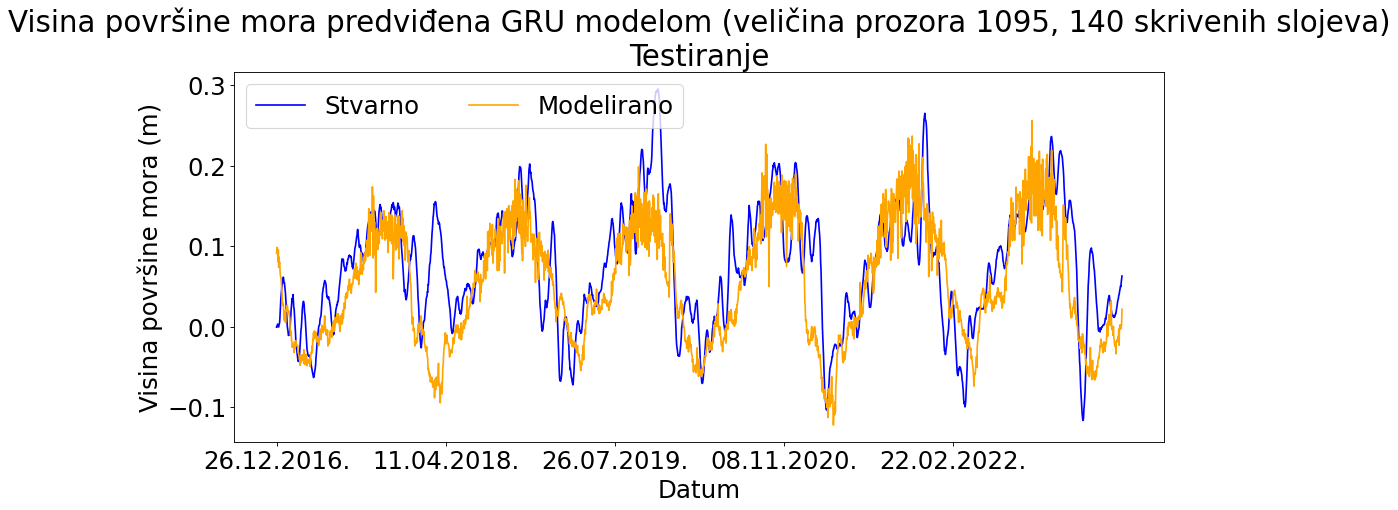 Visina površine mora predviđena GRU modelom (veličina prozora 1095, 140 skrivenih slojeva)
Testiranje
Stvarno Modelirano
Visina površine mora (m)
0.3
0.2
0.1
0.0
−0.1
26.12.2016. 11.04.2018. 26.07.2019. 08.11.2020. 22.02.2022.
Datum